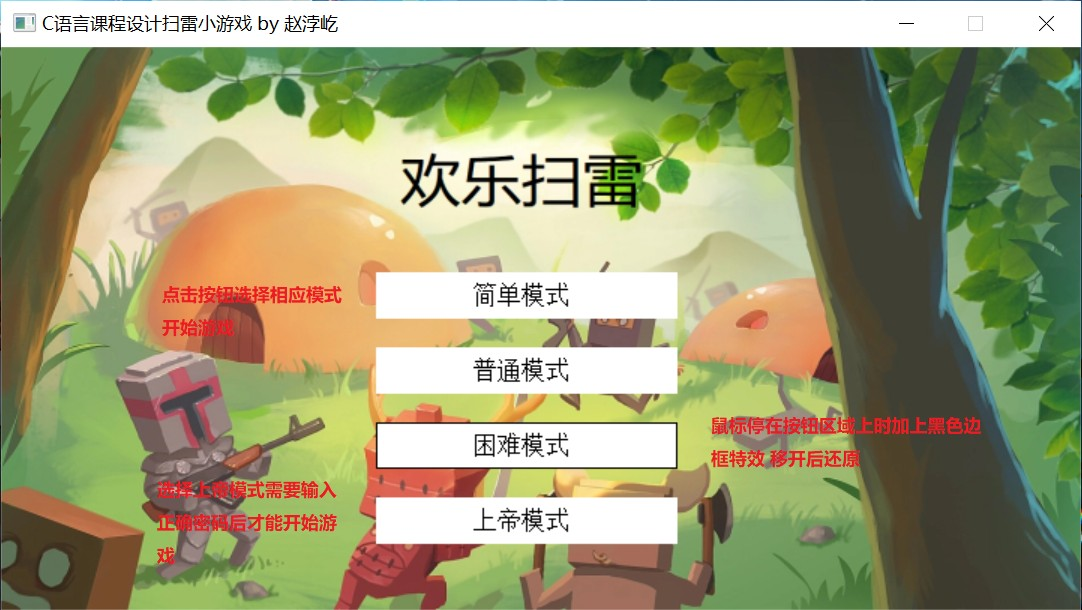 C语言课程设计扫雷小游戏 by 赵浮屹
欢乐扫雷
点击按钮选择相应模式
开始游戏
简单模式
普通模式
困难模式
鼠标停在按钮区域上时加上黑色边
框特效 移开后还原
选择上帝模式需要输入
正确密码后才能开始游
戏
上帝模式